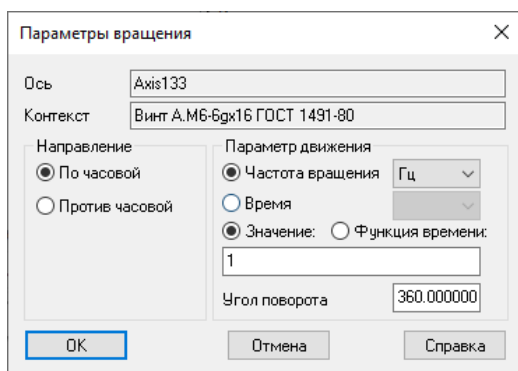 Параметры вращения
Ось Axis133
Контекст Винт A.M6-6gx16 ГОСТ 1491-80
Направление
По часовой
Против часовой
Параметр движения
Частота вращения Гц
Время
Значение: Функция времени:
1
Угол поворота 360.000000
OK Отмена Справка